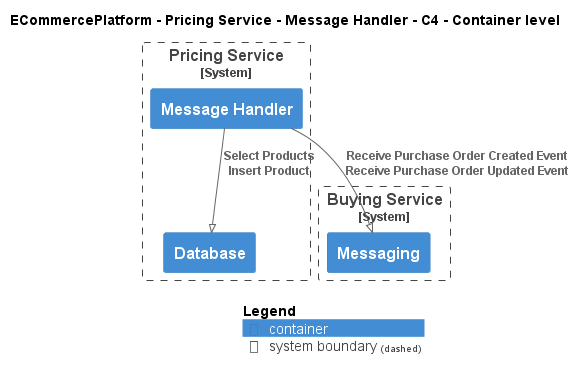 ECommercePlatform - Pricing Service - Message Handler - C4 - Container level
Pricing Service
[System]
Message Handler
Select Products
Insert Product
Receive Purchase Order Created Event
Receive Purchase Order Updated Event
Buying Service
[System]
Database
Messaging
Legend
container
system boundary (dashed)